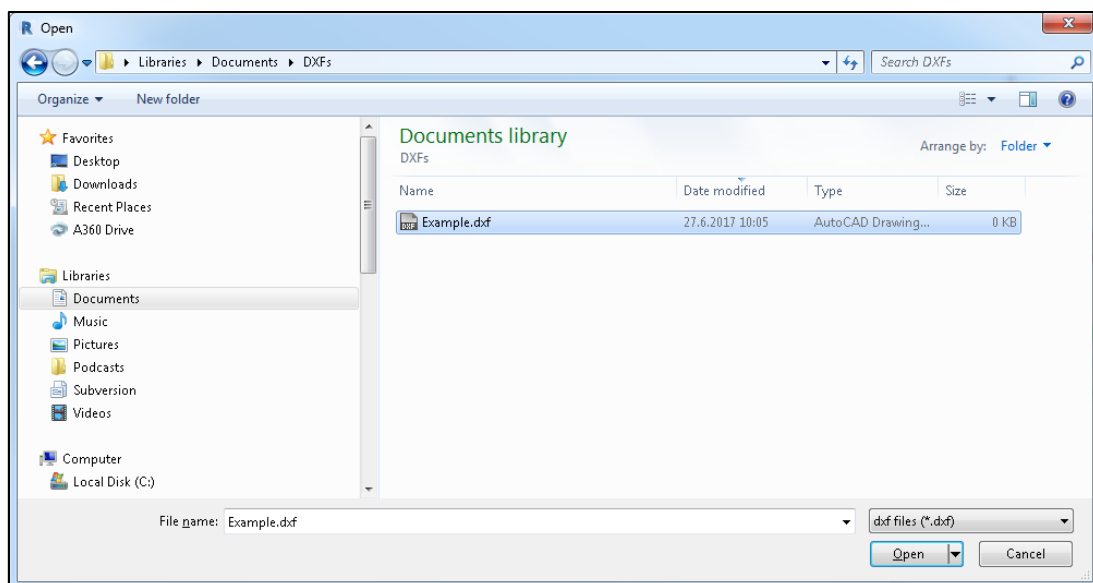 R Open
Libraries Documents DXFs Search DXFs
Organize New folder
Favorites
Desktop
Downloads
Recent Places
A360 Drive
Libraries
Documents
Music
Pictures
Podcasts
Subversion
Videos
Computer
Local Disk (C:)
Documents library
DXFs
Arrange by: Folder
Name Date modified Type Size
DXF Example.dxf 27.6.2017 10:05 AutoCAD Drawing... 0 KB
File name: Example.dxf dxf files (*.dxf)
Open Cancel